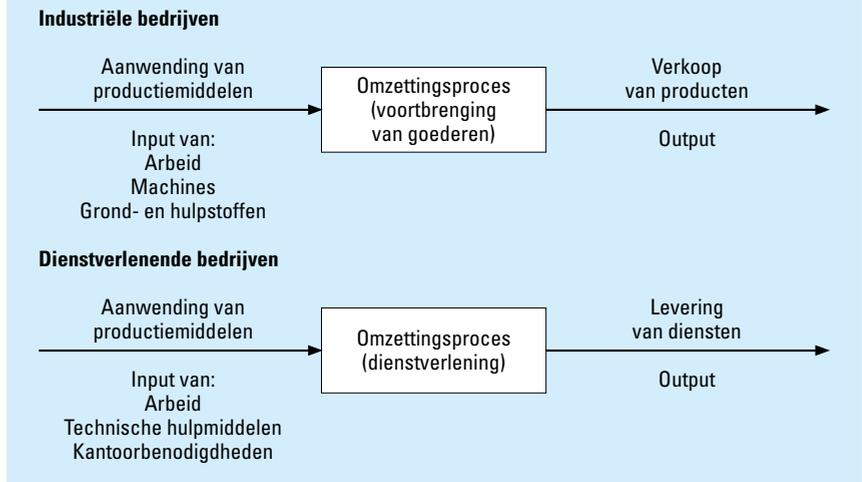 Industriële bedrijven
Aanwending van
productiemiddelen
Input van:
Arbeid
Machines
Grond- en hulpstoffen
Omzettingsproces
(voortbrenging
van goederen)
Verkoop
van producten
Output
Dienstverlenende bedrijven
Aanwending van
productiemiddelen
Input van:
Arbeid
Technische hulpmiddelen
Kantoorbenodigdheden
Omzettingsproces
(dienstverlening)
Levering
van diensten
Output